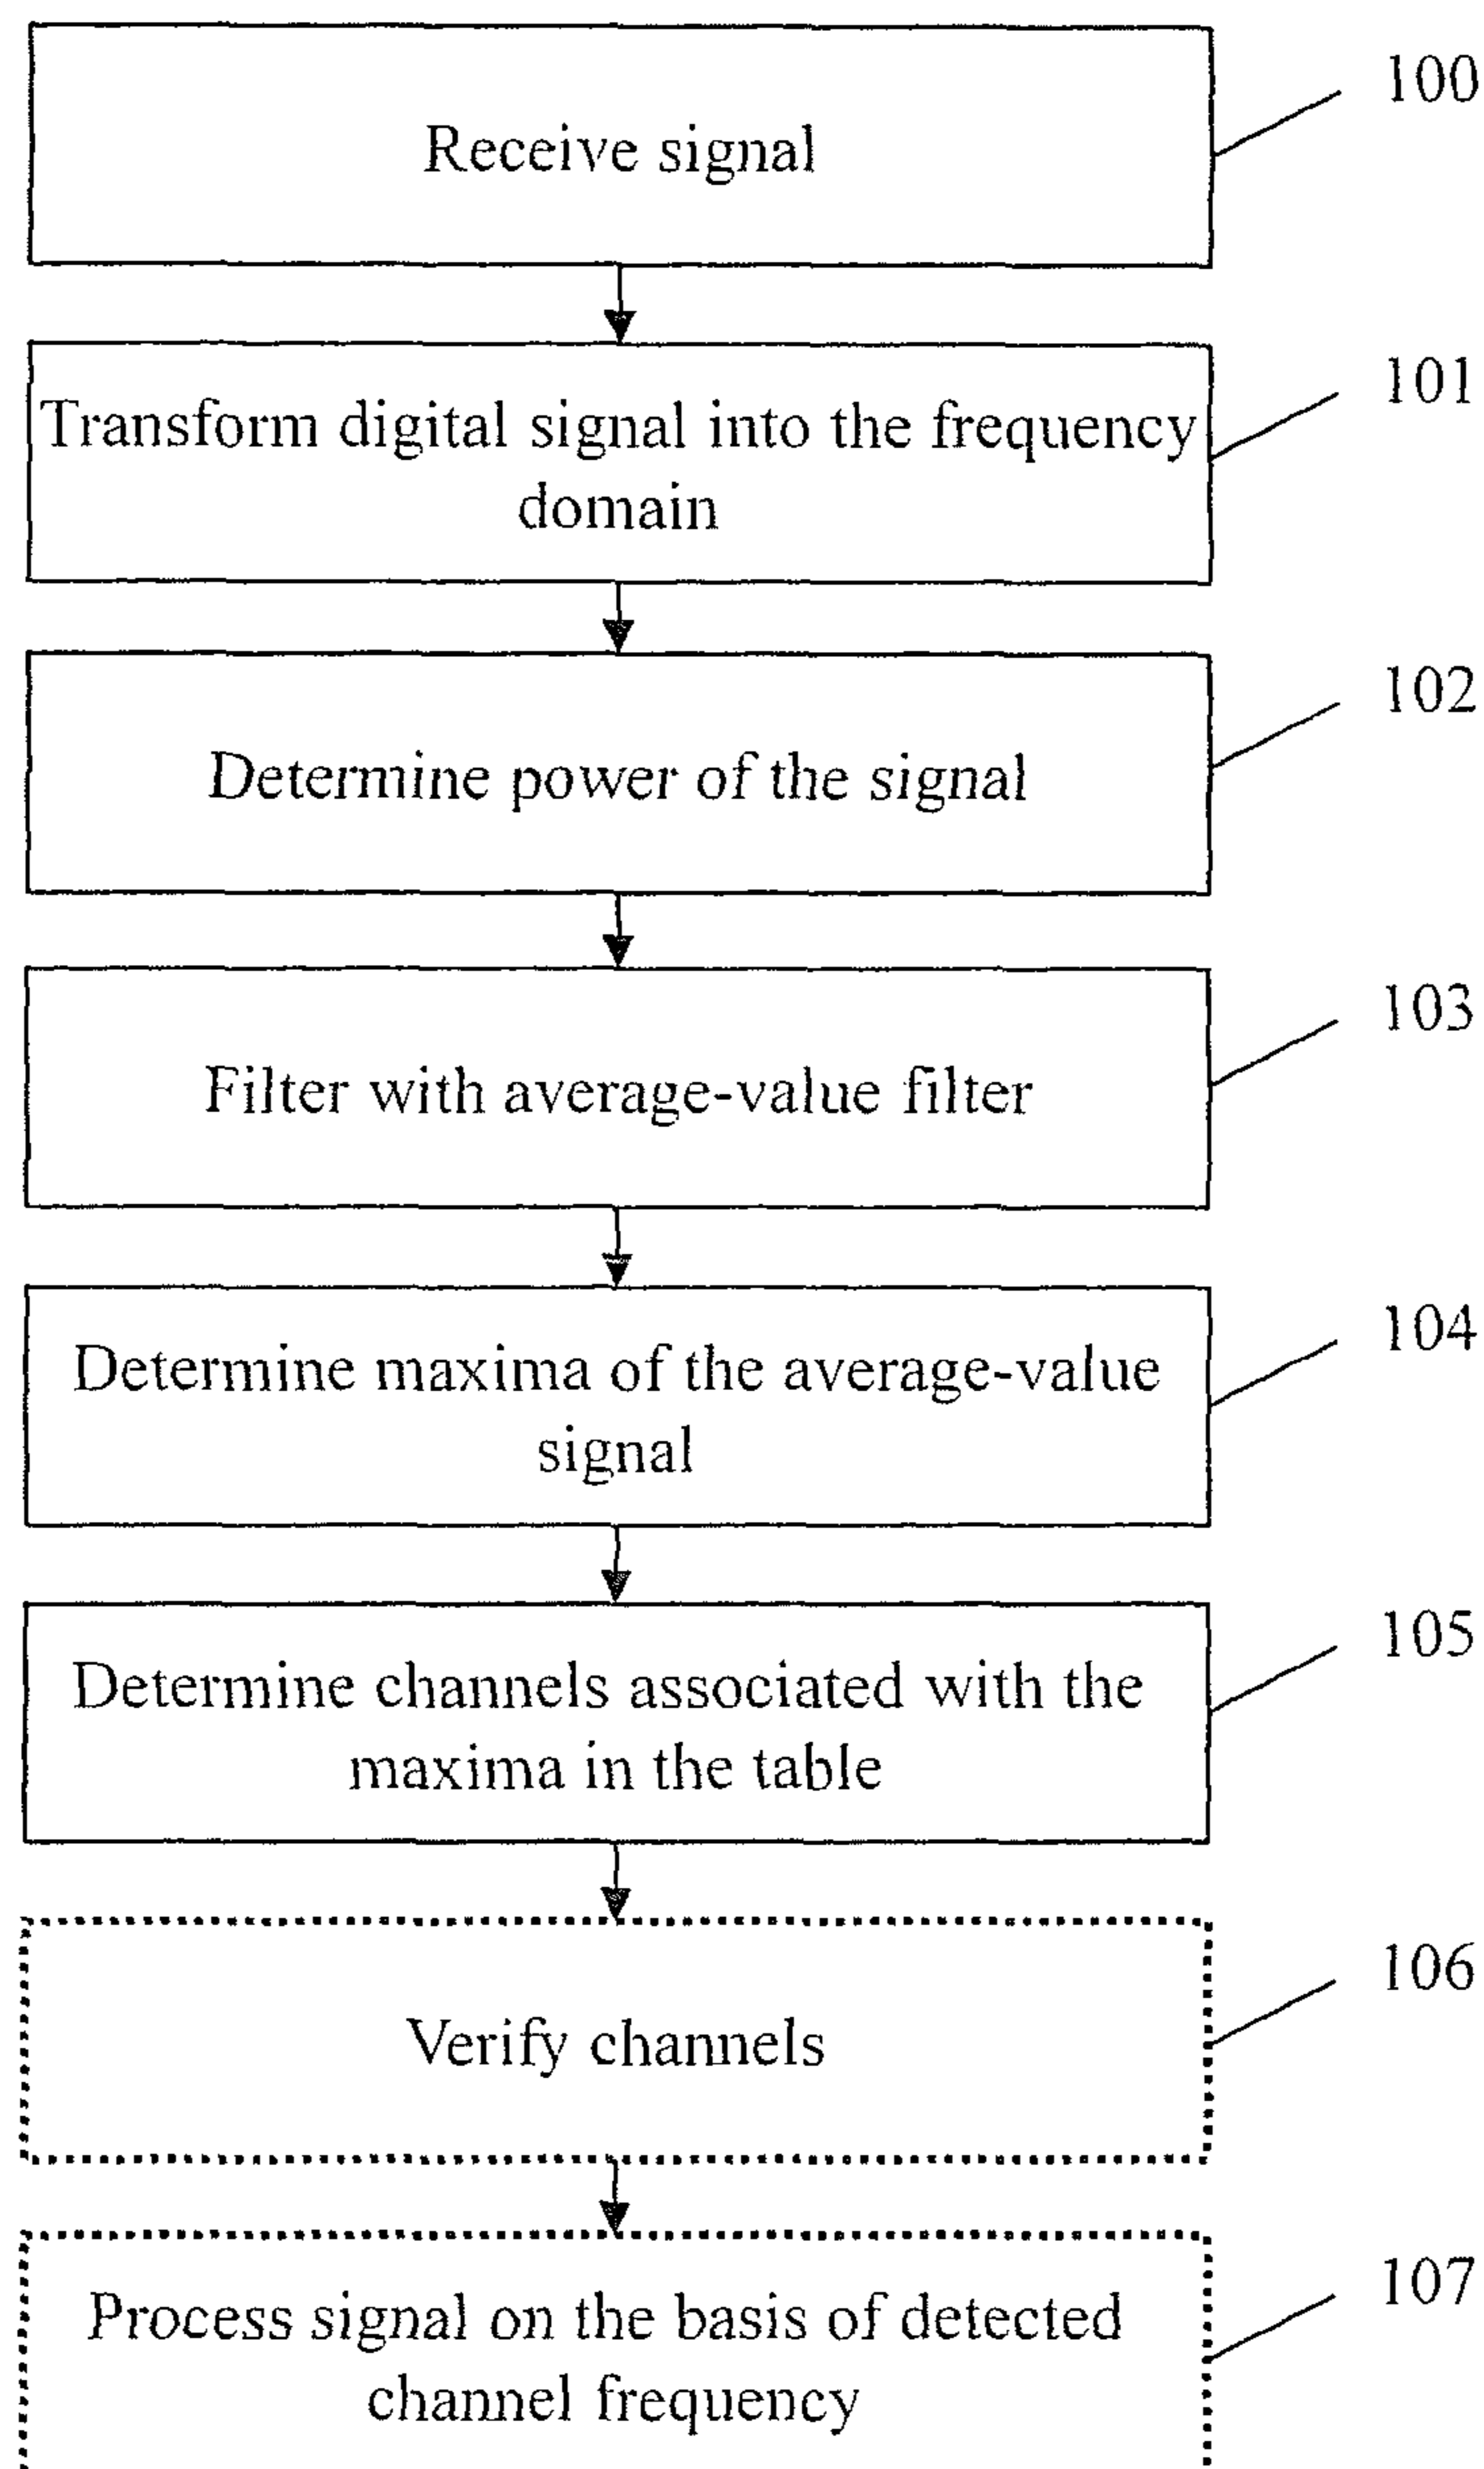 Receive signal
100
Transform digital signal into the frequency
domain
101
Determine power of the signal
102
Filter with average-value filter
103
Determine maxima of the average-value
signal
104
Determine channels associated with the
maxima in the table
105
Verify channels
106
Process signal on the basis of detected
channel frequency
107